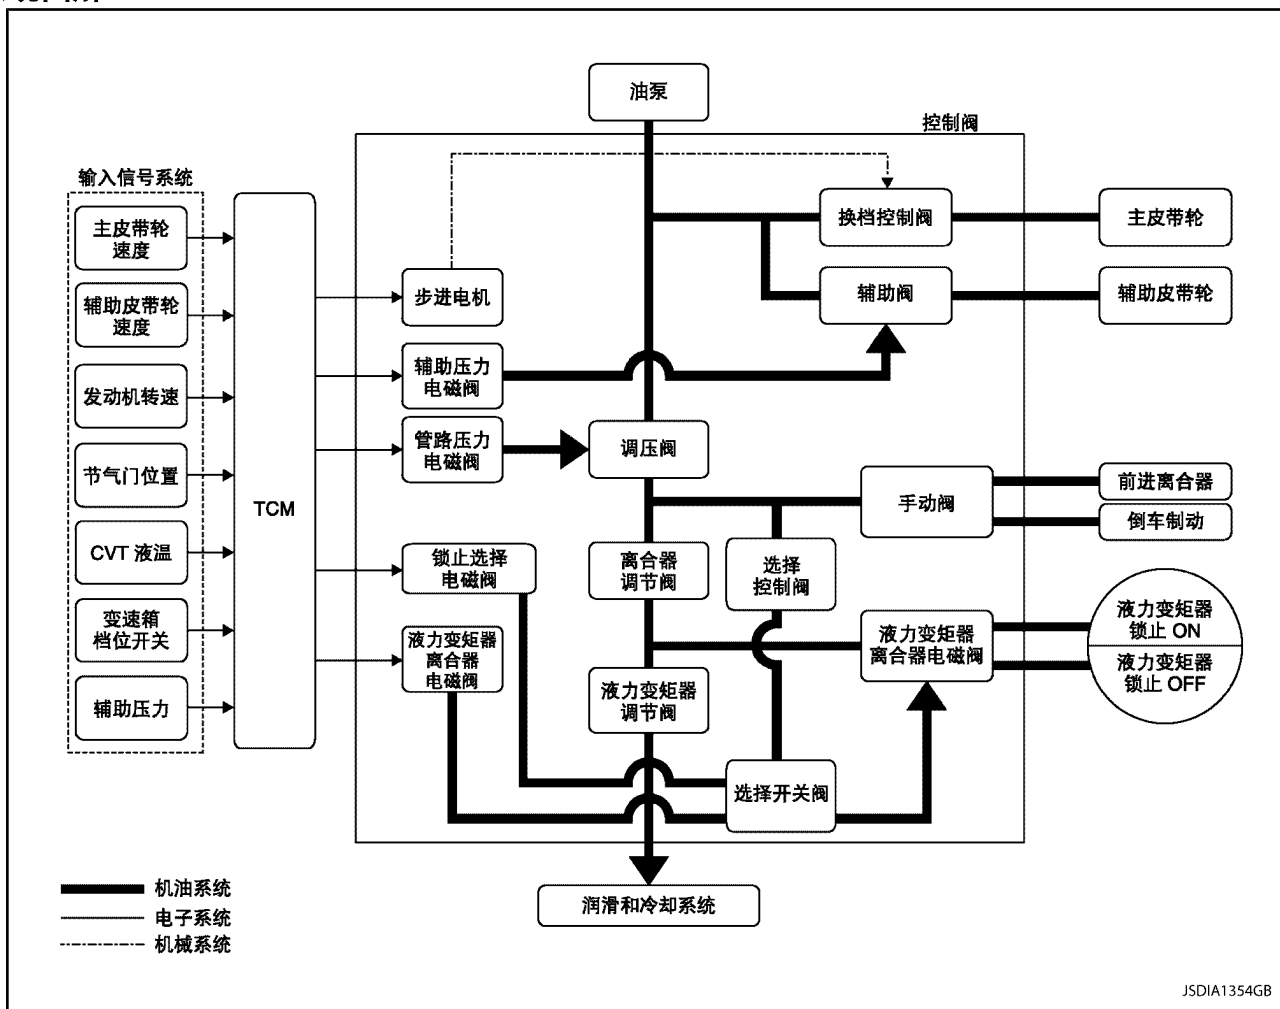 油泵
控制阀
输入信号系统
主皮带轮
速度
辅助皮带轮
速度
发动机转速
节气门位置
CVT 液温
变速箱
档位开关
辅助压力
TCM
步进电机
辅助压力
电磁阀
管路压力
电磁阀
锁止选择
电磁阀
液力变矩器
离合器
电磁阀
调压阀
离合器
调节阀
液力变矩器
调节阀
换档控制阀
辅助阀
手动阀
选择
控制阀
液力变矩器
离合器电磁阀
选择开关阀
主皮带轮
辅助皮带轮
前进离合器
倒车制动
液力变矩器
锁止 ON
液力变矩器
锁止 OFF
润滑和冷却系统
机油系统
电子系统
机械系统
JSDIA1354GB